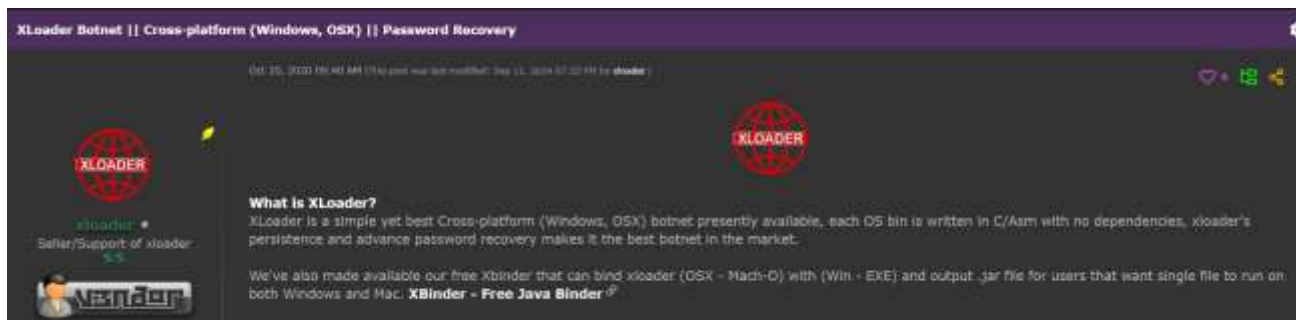 XLoader Botnet || Cross-platform (Windows, OSX) || Password Recovery
XLOADER
XLOADER
xloader
Seller/Support of xloader
S.S.
Vendor
What is XLoader?
XLoader is a simple yet best Cross-platform (Windows, OSX) botnet presently available, each OS bin is written in C/Asm with no dependencies, xloader's
persistence and advance password recovery makes it the best botnet in the market.
We've also made available our free Xbinder that can bind xloader (OSX - Mach-O) with (Win - EXE) and output .jar file for users that want single file to run on
both Windows and Mac. XBinder - Free Java Binder